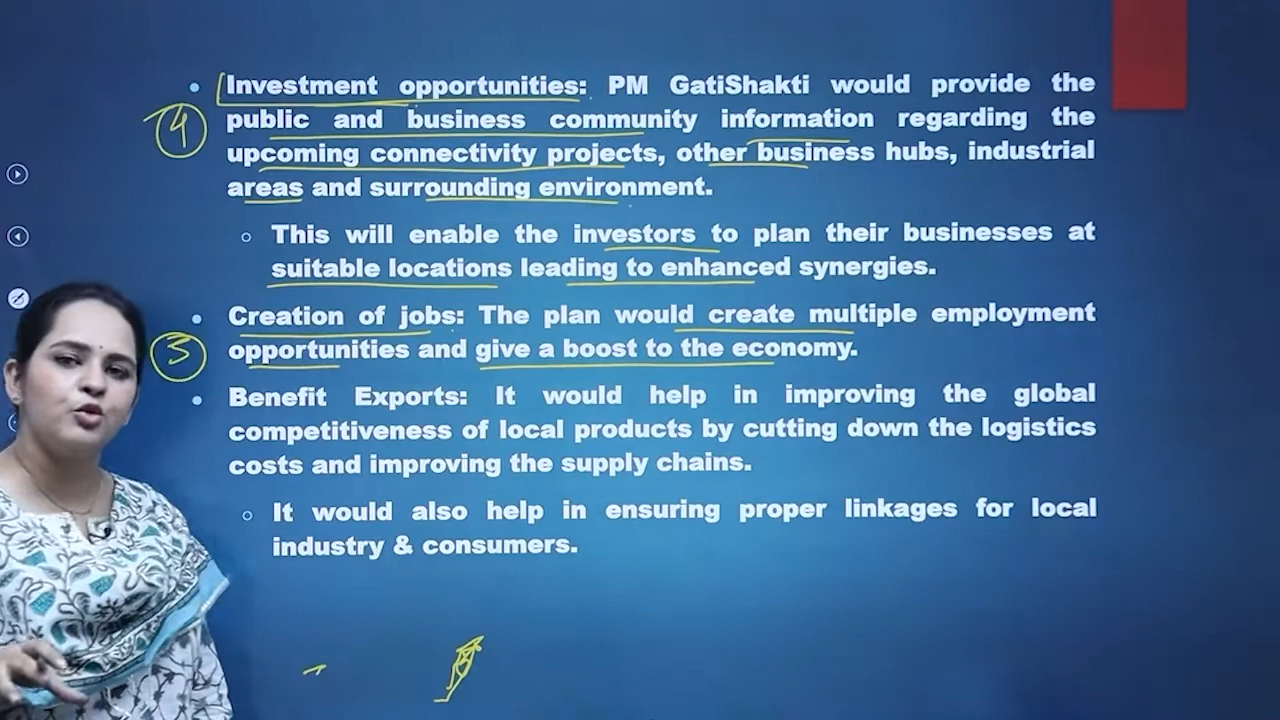 Investment opportunities: PM GatiShakti would provide the
public and business community information regarding the
upcoming connectivity projects, other business hubs, industrial
areas and surrounding environment.
This will enable the investors to plan their businesses at
suitable locations leading to enhanced synergies.
Creation of jobs: The plan would create multiple employment
opportunities and give a boost to the economy.
3
Benefit Exports: It would help in improving the global
competitiveness of local products by cutting down the logistics
costs and improving the supply chains.
It would also help in ensuring proper linkages for local
industry & consumers.